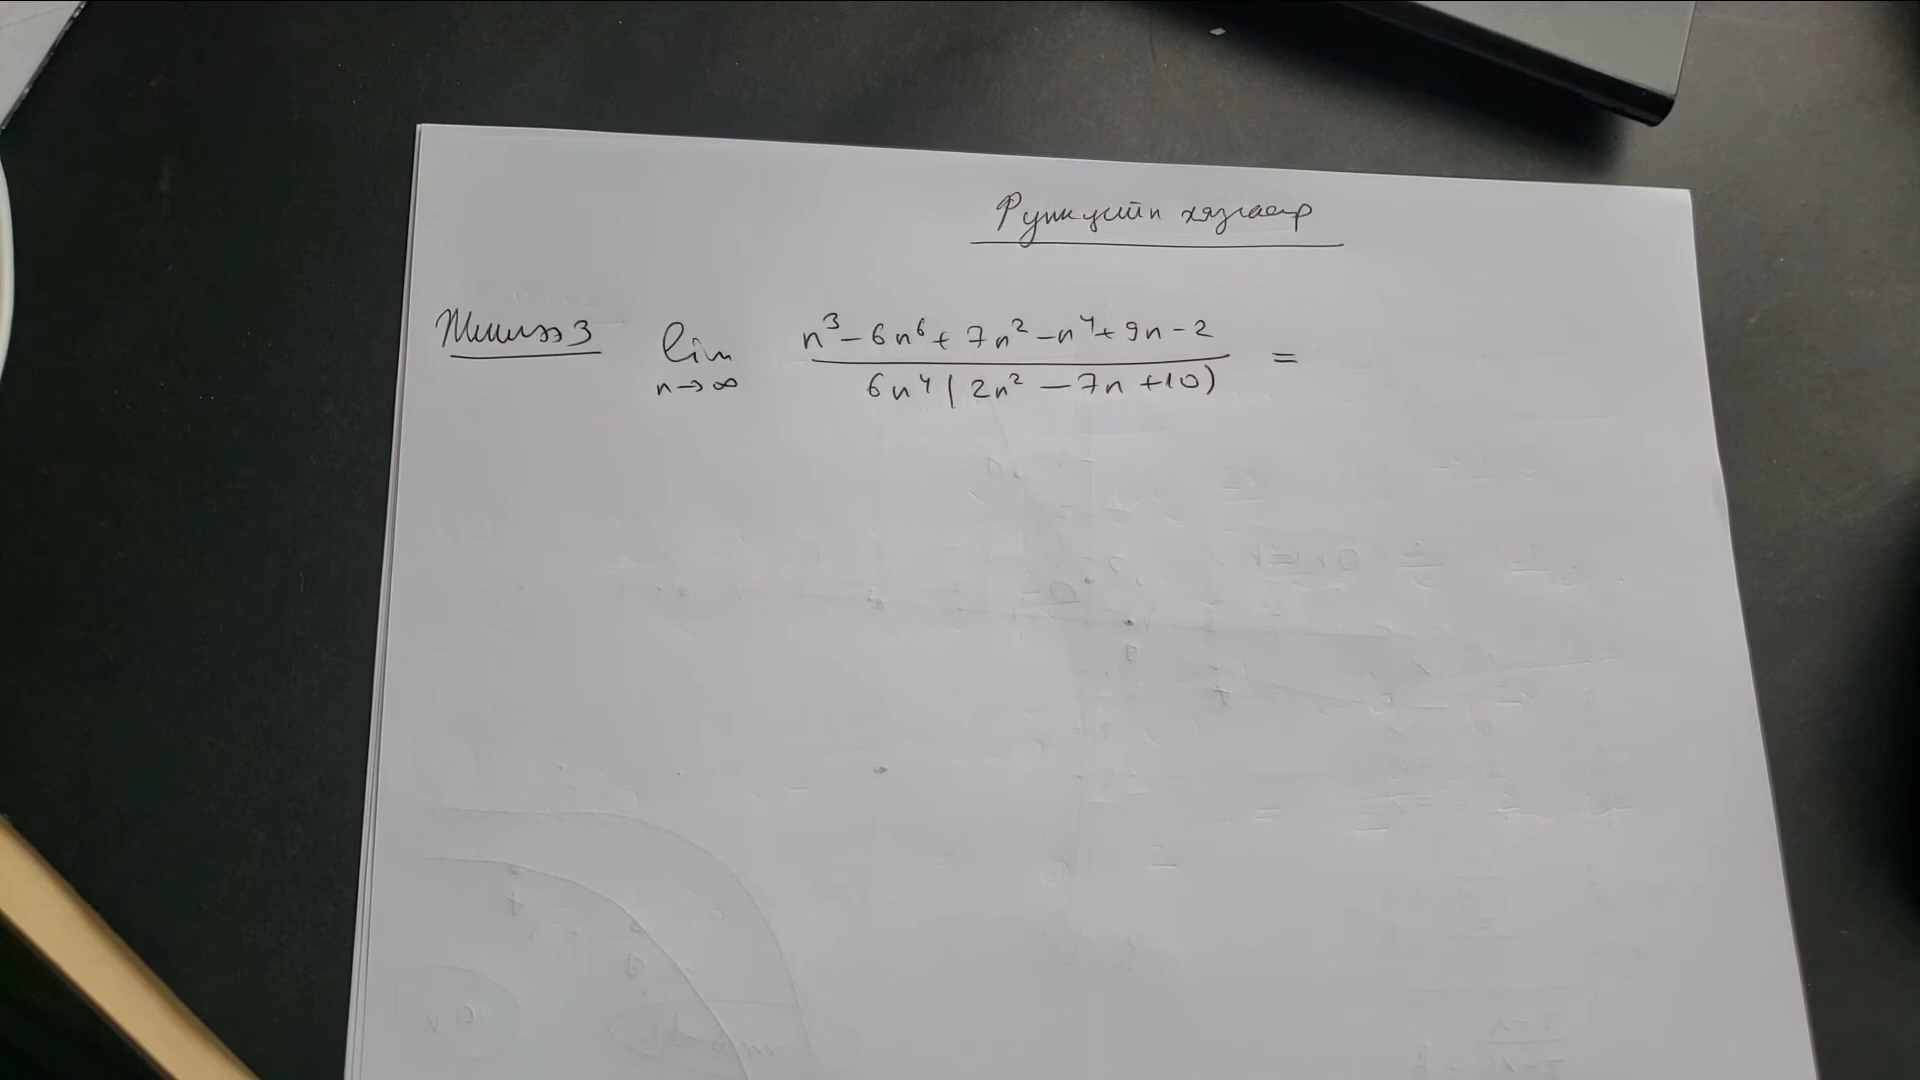 Функцийн хязгаар
Жишээ 3 lim n→∞ (n³ - 6n⁶ + 7n² - n⁴ + 9n - 2) / (6n⁴(2n² - 7n + 10)) =